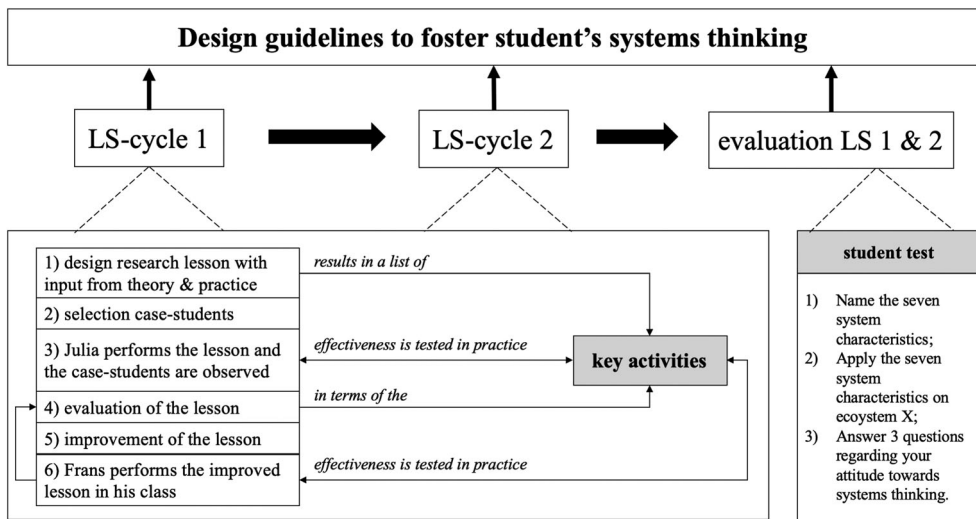 Design guidelines to foster student's systems thinking
LS-cycle 1
LS-cycle 2
evaluation LS 1 & 2
1) design research lesson with
input from theory & practice
2) selection case-students
3) Julia performs the lesson and
the case-students are observed
4) evaluation of the lesson
5) improvement of the lesson
6) Frans performs the improved
lesson in his class
results in a list of
effectiveness is tested in practice
in terms of the
effectiveness is tested in practice
key activities
student test
1) Name the seven
system
characteristics;
2) Apply the seven
system
characteristics on
ecoystem X;
3) Answer 3 questions
regarding your
attitude towards
systems thinking.